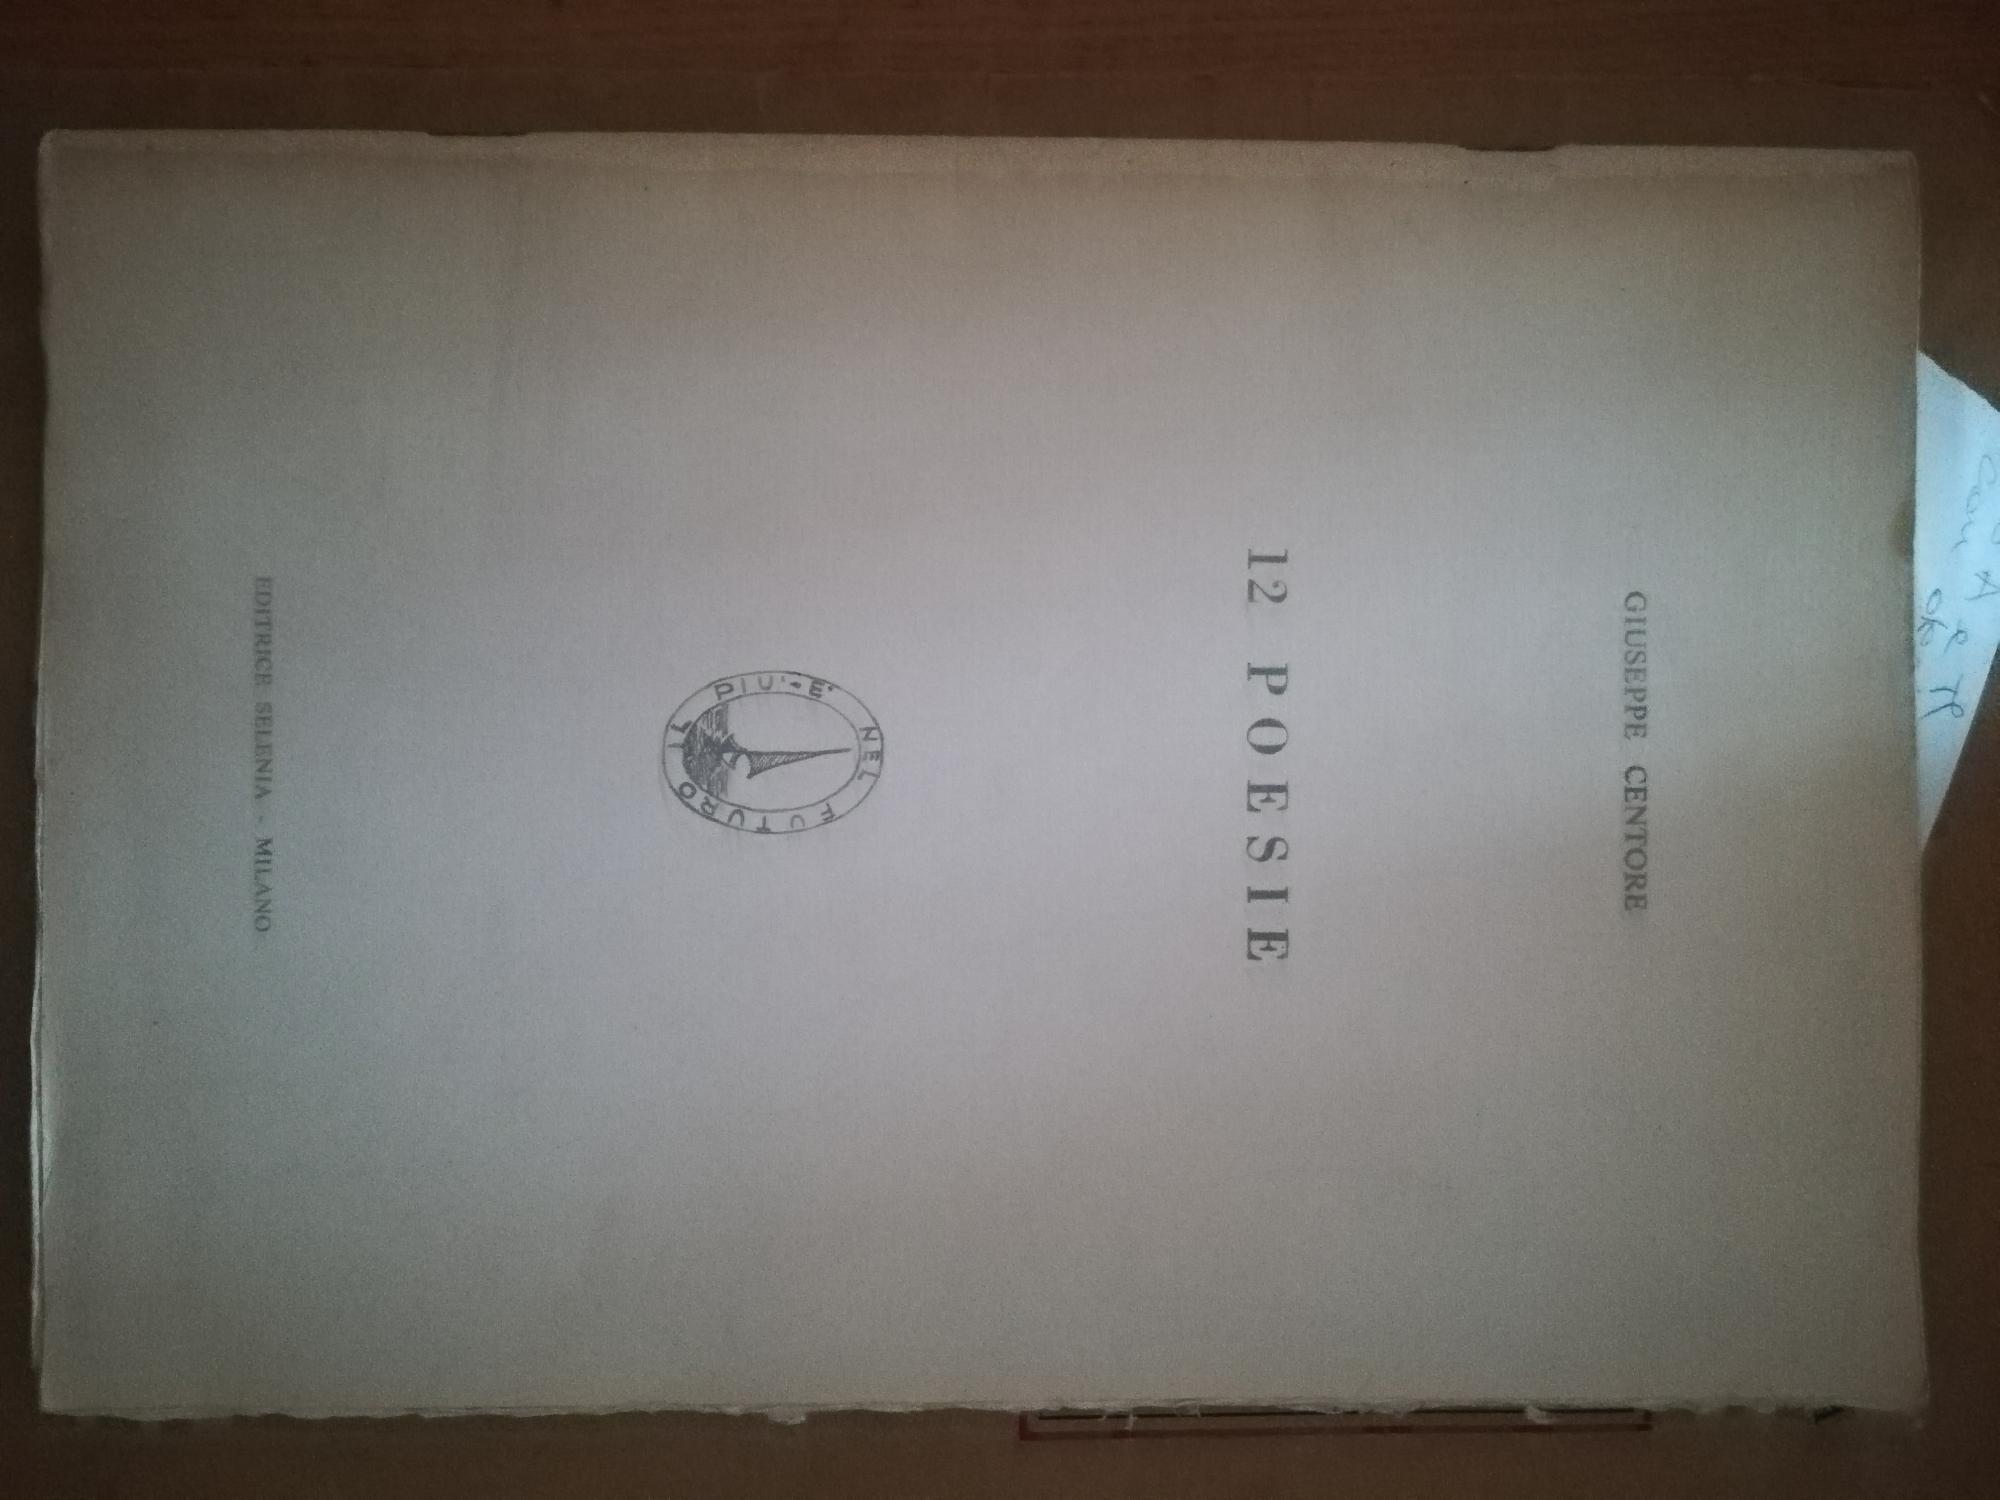 GIUSEPPE CENTORE
12 POESIE
IL PIU'-E' NEL FUTURO
EDITRICE SELENIA - MILANO